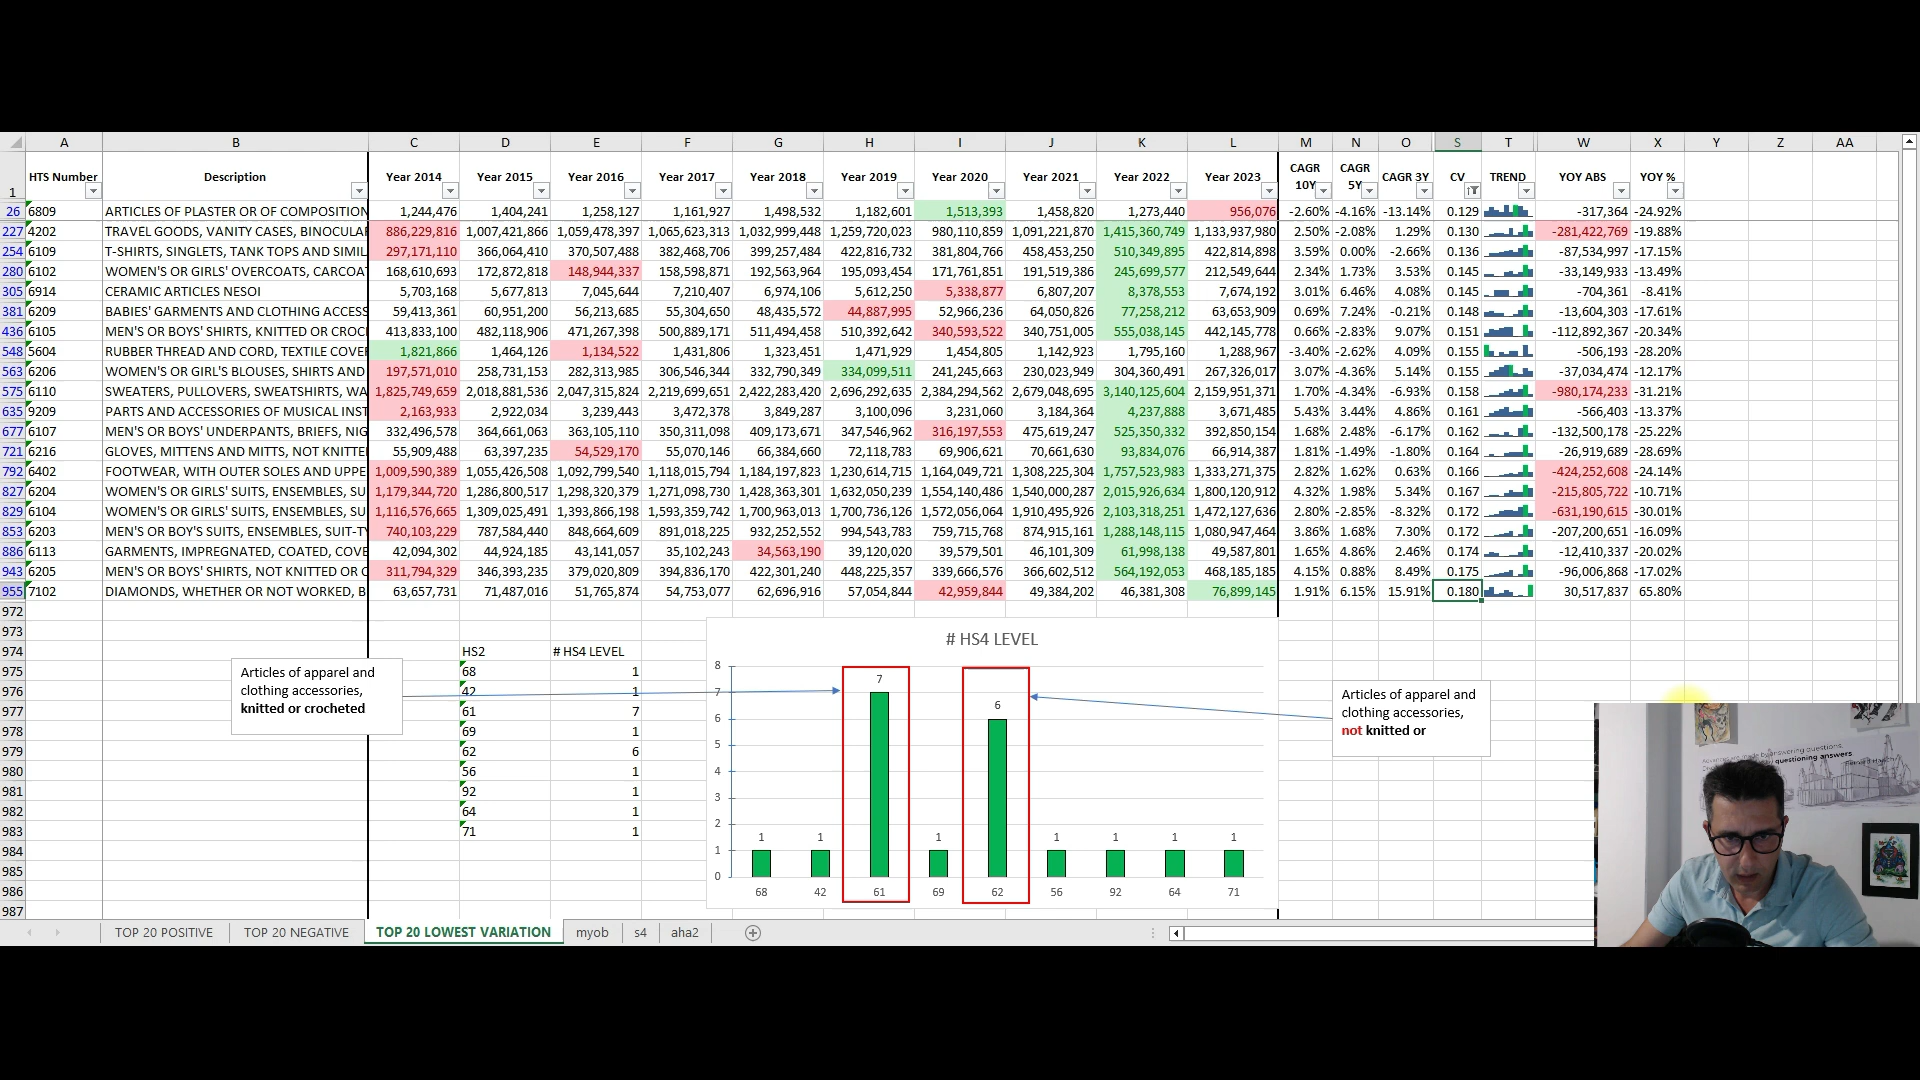 A B C D E F G H I J K L M N O S T W X Y Z AA
1 HTS Number Description Year 2014 Year 2015 Year 2016 Year 2017 Year 2018 Year 2019 Year 2020 Year 2021 Year 2022 Year 2023 CAGR 10Y CAGR 5Y CAGR 3Y CV TREND YOY ABS YOY %
26 6809 ARTICLES OF PLASTER OR OF COMPOSITION 1,244,476 1,404,241 1,258,127 1,161,927 1,498,532 1,182,601 1,513,393 1,458,820 1,273,440 956,076 -2.60% -4.16% -13.14% 0.129 -317,364 -24.92%
227 4202 TRAVEL GOODS, VANITY CASES, BINOCULA 886,229,816 1,007,421,866 1,059,478,397 1,065,623,313 1,032,999,448 1,259,720,023 980,110,859 1,091,221,870 1,415,360,749 1,133,937,980 2.50% -2.08% 1.29% 0.130 -281,422,769 -19.88%
254 6109 T-SHIRTS, SINGLETS, TANK TOPS AND SIMIL 297,171,110 366,064,410 370,507,488 382,468,706 399,257,484 422,816,732 381,804,766 458,453,250 510,349,895 422,814,898 3.59% 0.00% -2.66% 0.136 -87,534,997 -17.15%
280 6102 WOMEN'S OR GIRLS' OVERCOATS, CARCOA 168,610,693 172,872,818 148,944,337 158,598,871 192,563,964 195,093,454 171,761,851 191,519,386 245,699,577 212,549,644 2.34% 1.73% 3.53% 0.145 -33,149,933 -13.49%
305 6914 CERAMIC ARTICLES NESOI 5,703,168 5,677,813 7,045,644 7,210,407 6,974,106 5,612,250 5,338,877 6,807,207 8,378,553 7,674,192 3.01% 6.46% 4.08% 0.145 -704,361 -8.41%
381 6209 BABIES' GARMENTS AND CLOTHING ACCESS 59,413,361 60,951,200 56,213,685 55,304,650 48,435,572 44,887,995 52,966,236 64,050,826 77,258,212 63,653,909 0.69% 7.24% -0.21% 0.148 -13,604,303 -17.61%
436 6105 MEN'S OR BOYS' SHIRTS, KNITTED OR CROC 413,833,100 482,118,906 471,267,398 500,889,171 511,494,458 510,392,642 340,593,522 340,751,005 555,038,145 442,145,778 0.66% -2.83% 9.07% 0.151 -112,892,367 -20.34%
548 5604 RUBBER THREAD AND CORD, TEXTILE COVE 1,821,866 1,464,126 1,134,522 1,431,806 1,323,451 1,471,929 1,454,805 1,142,923 1,795,160 1,288,967 -3.40% -2.62% 4.09% 0.155 -506,193 -28.20%
563 6206 WOMEN'S OR GIRL'S BLOUSES, SHIRTS AND 197,571,010 258,731,153 282,313,985 306,546,344 332,790,349 334,099,511 241,245,663 230,023,949 304,360,491 267,326,017 3.07% -4.36% 5.14% 0.155 -37,034,474 -12.17%
575 6110 SWEATERS, PULLOVERS, SWEATSHIRTS, WA 1,825,749,659 2,018,881,536 2,047,315,824 2,219,699,651 2,422,283,420 2,696,292,635 2,384,294,562 2,679,048,695 3,140,125,604 2,159,951,371 1.70% -4.34% -6.93% 0.158 -980,174,233 -31.21%
635 9209 PARTS AND ACCESSORIES OF MUSICAL INST 2,163,933 2,922,034 3,239,443 3,472,378 3,849,287 3,100,096 3,231,060 3,184,364 4,237,888 3,671,485 5.43% 3.44% 4.86% 0.161 -566,403 -13.37%
677 6107 MEN'S OR BOYS' UNDERPANTS, BRIEFS, NIG 332,496,578 364,661,063 363,105,110 350,311,098 409,173,671 347,546,962 316,197,553 475,619,247 525,350,332 392,850,154 1.68% 2.48% -6.17% 0.162 -132,500,178 -25.22%
721 6216 GLOVES, MITTENS AND MITTS, NOT KNITTE 55,909,488 63,397,235 54,529,170 55,070,146 66,384,660 72,118,783 69,906,621 70,661,630 93,834,076 66,914,387 1.81% -1.49% -1.80% 0.164 -26,919,689 -28.69%
792 6402 FOOTWEAR, WITH OUTER SOLES AND UPPE 1,009,590,389 1,055,426,508 1,092,799,540 1,118,015,794 1,184,197,823 1,230,614,715 1,164,049,721 1,308,225,304 1,757,523,983 1,333,271,375 2.82% 1.62% 0.63% 0.166 -424,252,608 -24.14%
827 6204 WOMEN'S OR GIRLS' SUITS, ENSEMBLES, SU 1,179,344,720 1,286,800,517 1,298,320,379 1,271,098,730 1,428,363,301 1,632,050,239 1,554,140,486 1,540,000,287 2,015,926,634 1,800,120,912 4.32% 1.98% 5.34% 0.167 -215,805,722 -10.71%
829 6104 WOMEN'S OR GIRLS' SUITS, ENSEMBLES, SU 1,116,576,665 1,309,025,491 1,393,866,198 1,593,359,742 1,700,963,013 1,700,736,126 1,572,056,064 1,910,495,926 2,103,318,251 1,472,127,636 2.80% -2.85% -8.32% 0.172 -631,190,615 -30.01%
853 6203 MEN'S OR BOY'S SUITS, ENSEMBLES, SUIT-TY 740,103,229 787,584,440 848,664,609 891,018,225 932,252,552 994,543,783 759,715,768 874,915,161 1,288,148,115 1,080,947,464 3.86% 1.68% 7.30% 0.172 -207,200,651 -16.09%
886 6113 GARMENTS, IMPREGNATED, COATED, COVE 42,094,302 44,924,185 43,141,057 35,102,243 34,563,190 39,120,020 39,579,501 46,101,309 61,998,138 49,587,801 1.65% 4.86% 2.46% 0.174 -12,410,337 -20.02%
943 6205 MEN'S OR BOYS' SHIRTS, NOT KNITTED OR C 311,794,329 346,393,235 379,020,809 394,836,170 422,301,240 448,225,357 339,666,576 366,602,512 564,192,053 468,185,185 4.15% 0.88% 8.49% 0.175 -96,006,868 -17.02%
955 7102 DIAMONDS, WHETHER OR NOT WORKED, B 63,657,731 71,487,016 51,765,874 54,753,077 62,696,916 57,054,844 42,959,844 49,384,202 46,381,308 76,899,145 1.91% 6.15% 15.91% 0.180 30,517,837 65.80%
972
973
974 HS2 # HS4 LEVEL
975 68 1
976 42 1
977 61 7
978 69 1
979 62 6
980 56 1
981 92 1
982 64 1
983 71 1
984
985
986
987
Articles of apparel and
clothing accessories,
knitted or crocheted
# HS4 LEVEL
8
7
6
5
4
3
2
1
0
1 1 7 1 6 1 1 1 1
68 42 61 69 62 56 92 64 71
Articles of apparel and
clothing accessories,
not knitted or
questioning answers
TOP 20 POSITIVE TOP 20 NEGATIVE TOP 20 LOWEST VARIATION myob s4 aha2